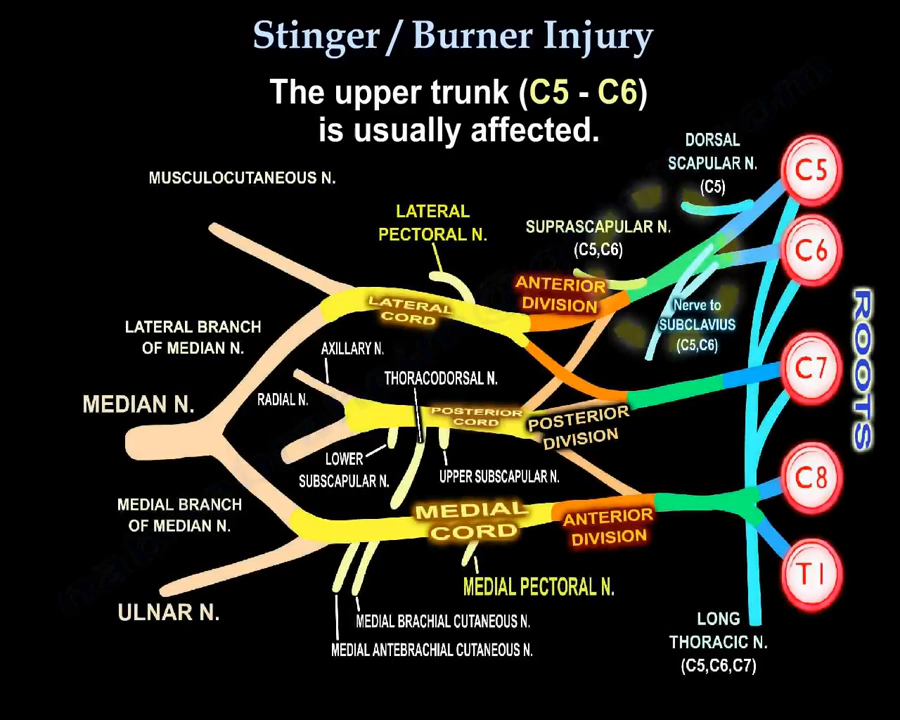 Stinger / Burner Injury
The upper trunk (C5 - C6)
is usually affected.
DORSAL
SCAPULAR N.
(C5)
C5
MUSCULOCUTANEOUS N.
LATERAL
PECTORAL N.
SUPRASCAPULAR N.
(C5,C6)
C6
ANTERIOR
DIVISION
LATERAL
CORD
Nerve to
SUBCLAVIUS
(C5,C6)
ROOTS
LATERAL BRANCH
OF MEDIAN N.
AXILLARY N.
THORACODORSAL N.
C7
RADIAL N.
MEDIAN N.
POSTERIOR
CORD
POSTERIOR
DIVISION
LOWER
SUBSCAPULAR N.
UPPER SUBSCAPULAR N.
C8
MEDIAL BRANCH
OF MEDIAN N.
MEDIAL
CORD
ANTERIOR
DIVISION
T1
MEDIAL PECTORAL N.
ULNAR N.
MEDIAL BRACHIAL CUTANEOUS N.
MEDIAL ANTEBRACHIAL CUTANEOUS N.
LONG
THORACIC N.
(C5,C6,C7)